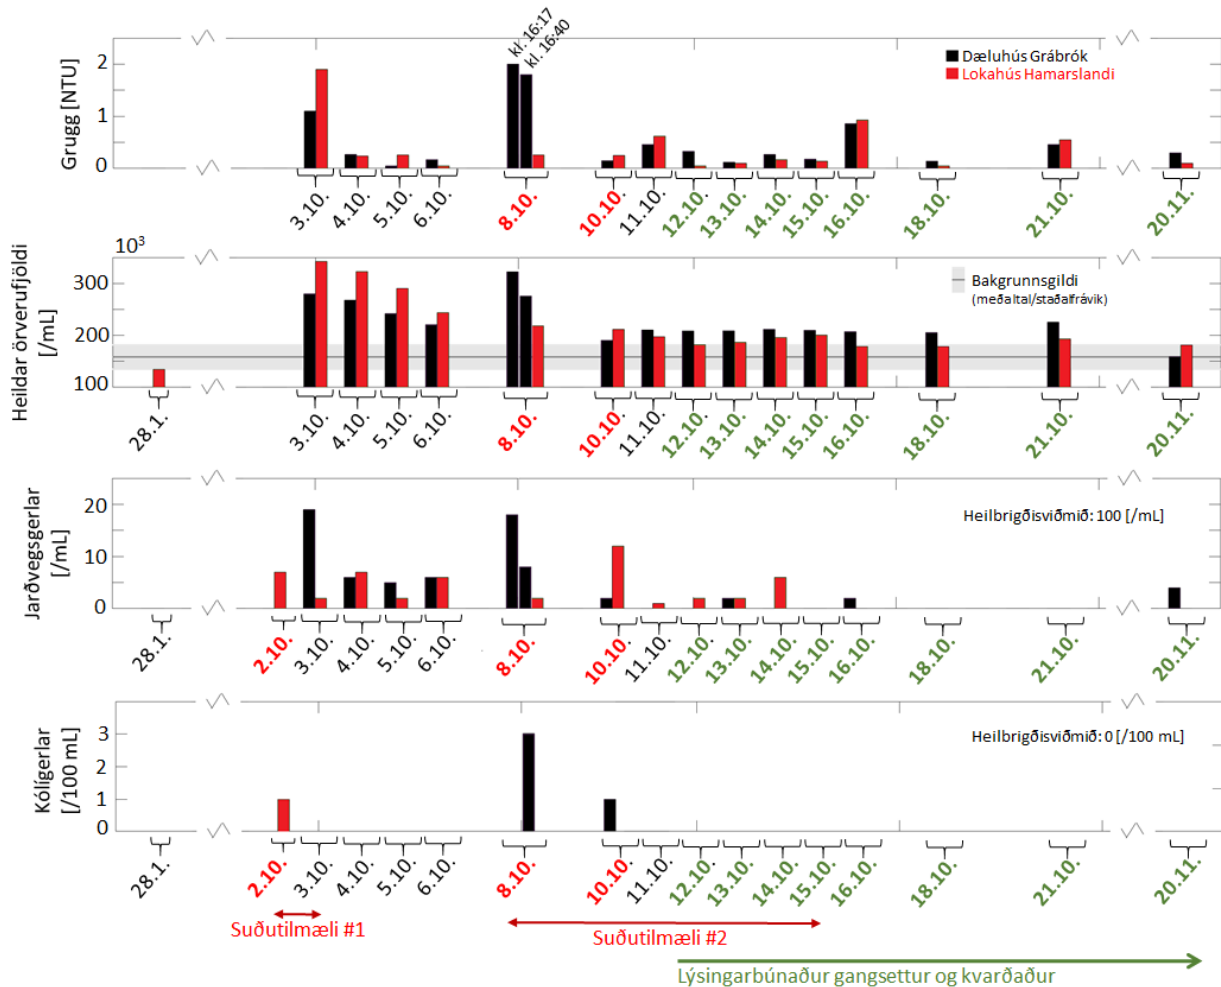 kl. 16:17
kl. 16:40
Grugg [NTU]
2
1
0
Dæluhús Grábrók
Lokahús Hamarslandi
3.10. 4.10. 5.10. 6.10. 8.10. 10.10. 11.10. 12.10. 13.10. 14.10. 15.10. 16.10. 18.10. 21.10. 20.11.
10³
Heildar örverufjöldi
[/mL]
300
200
100
Bakgrunnsgildi
(meðaltal/staðalfrávik)
28.1. 3.10. 4.10. 5.10. 6.10. 8.10. 10.10. 11.10. 12.10. 13.10. 14.10. 15.10. 16.10. 18.10. 21.10. 20.11.
Jarðvegsgerlar
[/mL]
20
10
0
Heilbrigðisviðmið: 100 [/mL]
28.1. 2.10. 3.10. 4.10. 5.10. 6.10. 8.10. 10.10. 11.10. 12.10. 13.10. 14.10. 15.10. 16.10. 18.10. 21.10. 20.11.
Kólígerlar
[/100 mL]
3
2
1
0
Heilbrigðisviðmið: 0 [/100 mL]
28.1. 2.10. 3.10. 4.10. 5.10. 6.10. 8.10. 10.10. 11.10. 12.10. 13.10. 14.10. 15.10. 16.10. 18.10. 21.10. 20.11.
Suðutilmæli #1
Suðutilmæli #2
Lýsingarbúnaður gangsettur og kvarðaður